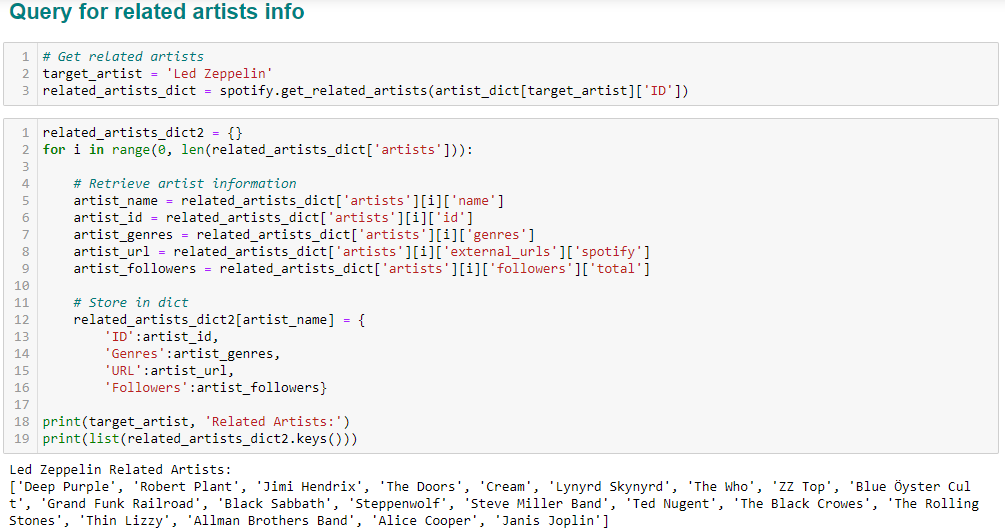 Query for related artists info
1 # Get related artists
2 target_artist = 'Led Zeppelin'
3 related_artists_dict = spotify.get_related_artists(artist_dict[target_artist]['ID'])
1 related_artists_dict2 = {}
2 for i in range(0, len(related_artists_dict['artists'])):
3
4     # Retrieve artist information
5     artist_name = related_artists_dict['artists'][i]['name']
6     artist_id = related_artists_dict['artists'][i]['id']
7     artist_genres = related_artists_dict['artists'][i]['genres']
8     artist_url = related_artists_dict['artists'][i]['external_urls']['spotify']
9     artist_followers = related_artists_dict['artists'][i]['followers']['total']
10
11     # Store in dict
12     related_artists_dict2[artist_name] = {
13         'ID':artist_id,
14         'Genres':artist_genres,
15         'URL':artist_url,
16         'Followers':artist_followers}
17
18 print(target_artist, 'Related Artists:')
19 print(list(related_artists_dict2.keys()))
Led Zeppelin Related Artists:
['Deep Purple', 'Robert Plant', 'Jimi Hendrix', 'The Doors', 'Cream', 'Lynyrd Skynyrd', 'The Who', 'ZZ Top', 'Blue Öyster Cul
t', 'Grand Funk Railroad', 'Black Sabbath', 'Steppenwolf', 'Steve Miller Band', 'Ted Nugent', 'The Black Crowes', 'The Rolling
Stones', 'Thin Lizzy', 'Allman Brothers Band', 'Alice Cooper', 'Janis Joplin']